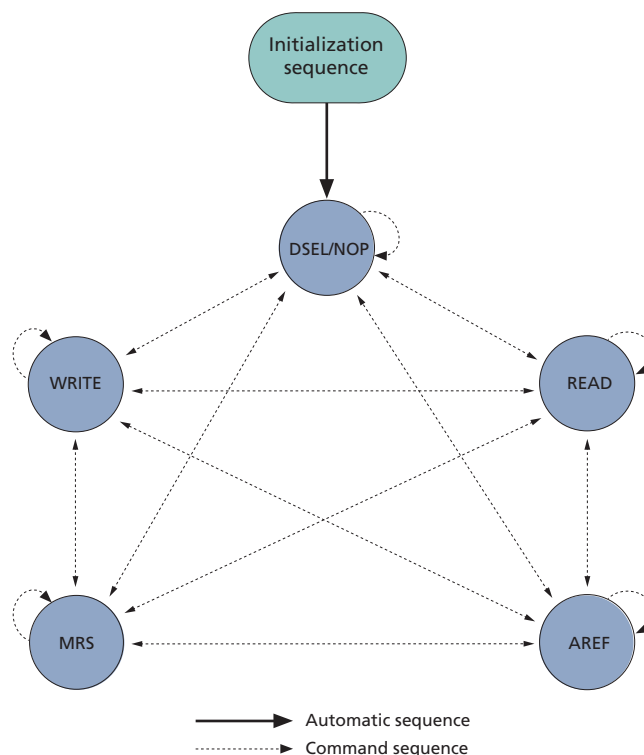 Initialization
sequence
DSEL/NOP
WRITE
READ
MRS
AREF
Automatic sequence
Command sequence